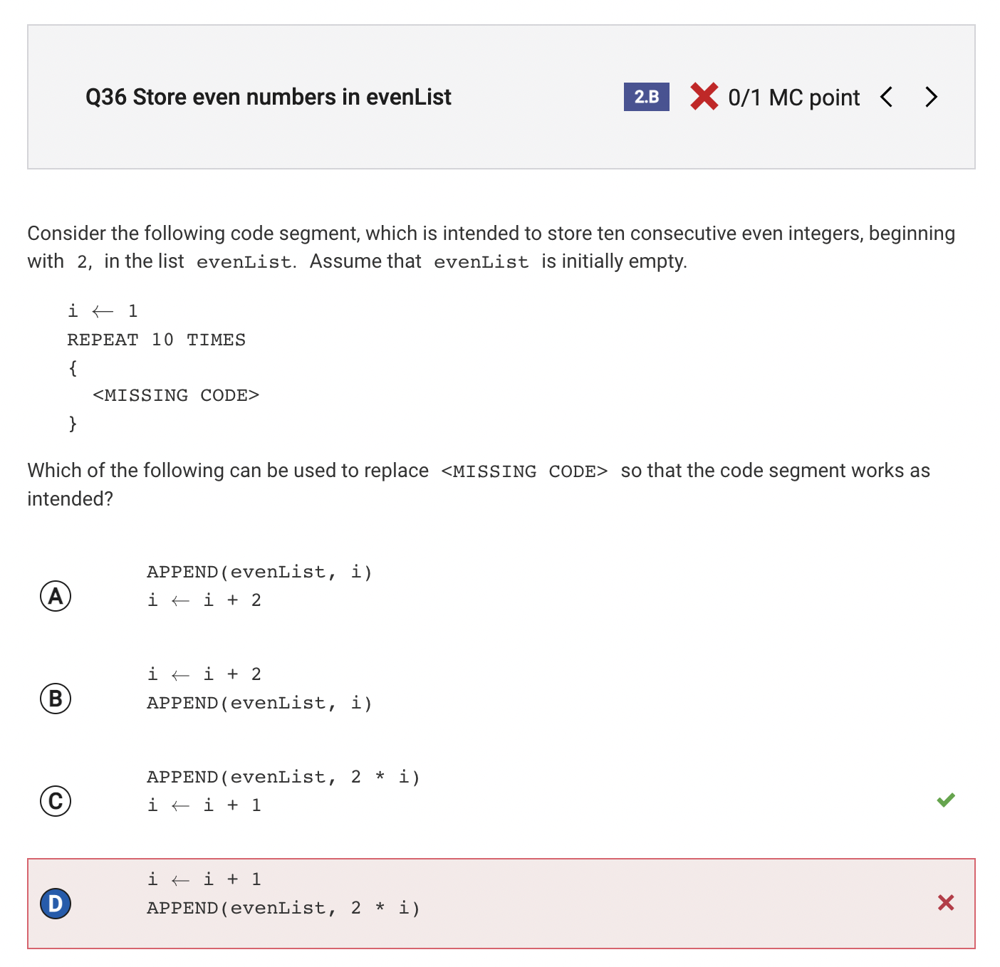 Q36 Store even numbers in evenList
2.B
0/1 MC point
Consider the following code segment, which is intended to store ten consecutive even integers, beginning
with 2, in the list evenList. Assume that evenList is initially empty.
i ← 1
REPEAT 10 TIMES
{
<MISSING CODE>
}
Which of the following can be used to replace <MISSING CODE> so that the code segment works as
intended?
A
APPEND(evenList, i)
i ← i + 2
B
i ← i + 2
APPEND(evenList, i)
C
APPEND(evenList, 2 * i)
i ← i + 1
D
i ← i + 1
APPEND(evenList, 2 * i)